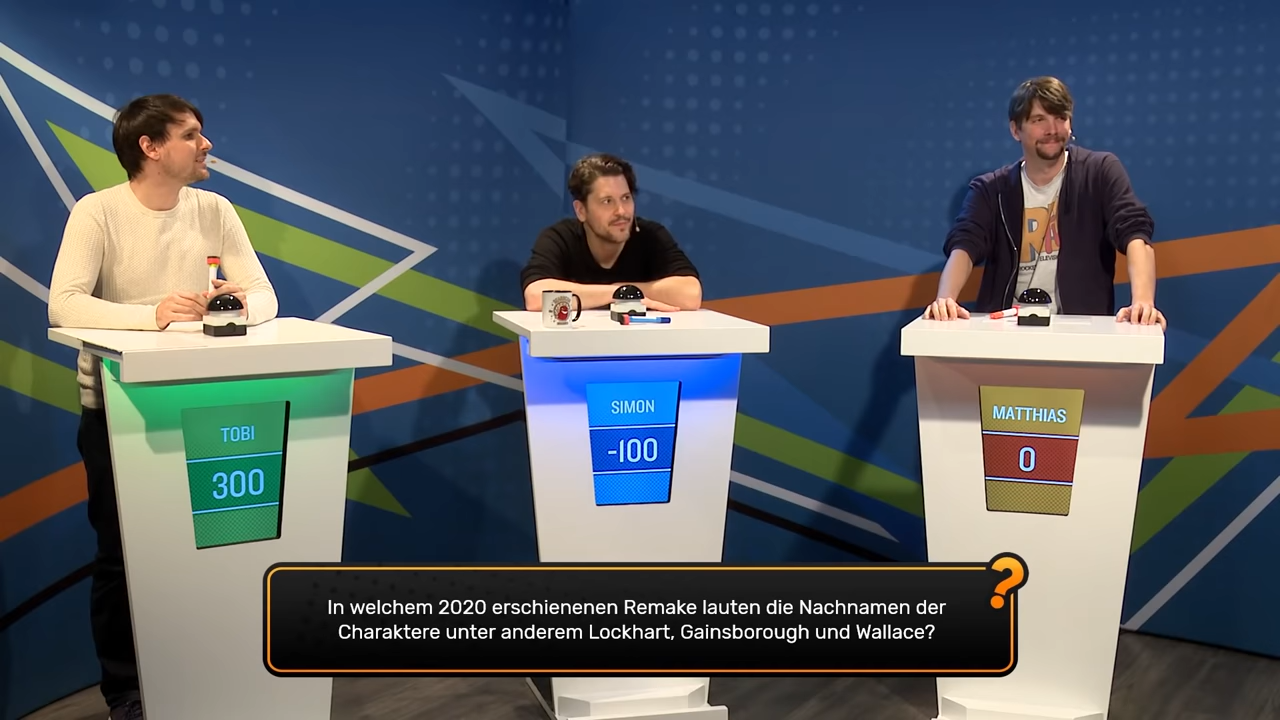 TOBI
300
SIMON
-100
MATTHIAS
0
In welchem 2020 erschienenen Remake lauten die Nachnamen der
Charaktere unter anderem Lockhart, Gainsborough und Wallace?
?